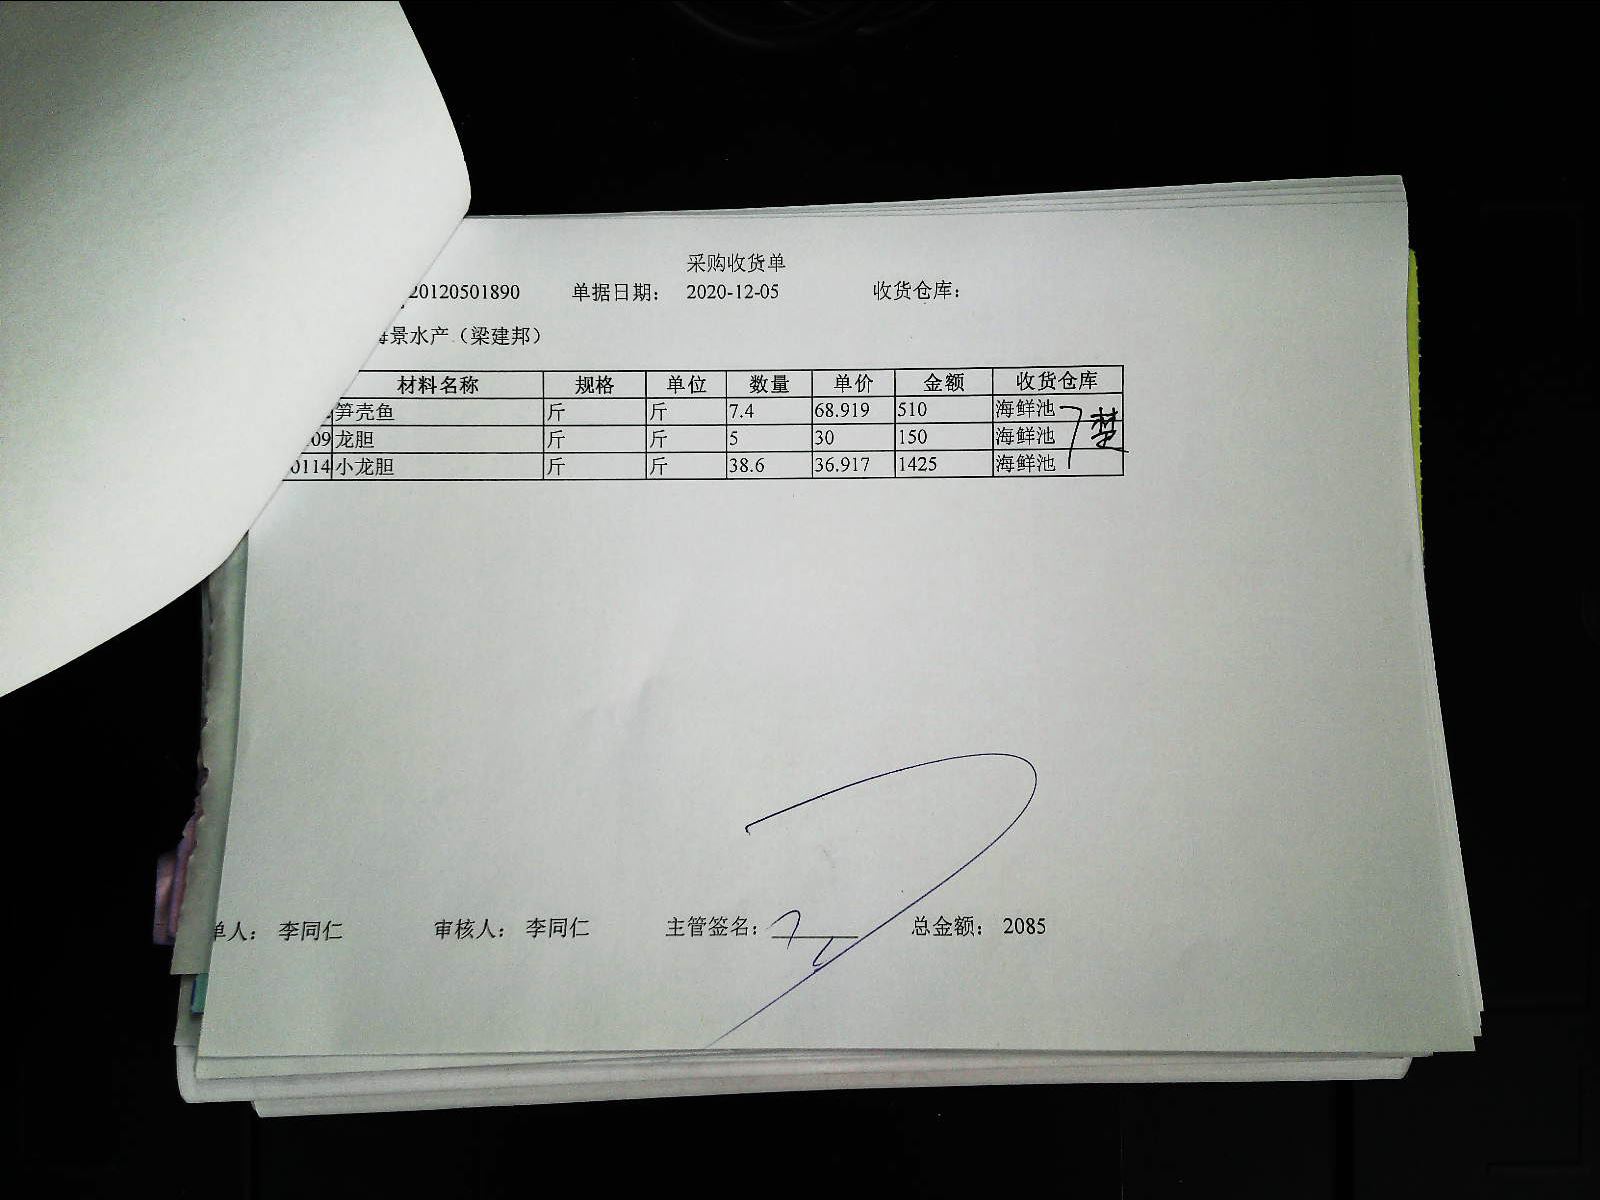 采购收货单
20120501890 单据日期： 2020-12-05 收货仓库：
海景水产（梁建邦）
材料名称 规格 单位 数量 单价 金额 收货仓库
笋壳鱼 斤 斤 7.4 68.919 510 海鲜池
09 龙胆 斤 斤 5 30 150 海鲜池
0114 小龙胆 斤 斤 38.6 36.917 1425 海鲜池
楚
单人： 李同仁 审核人： 李同仁 主管签名： 总金额： 2085